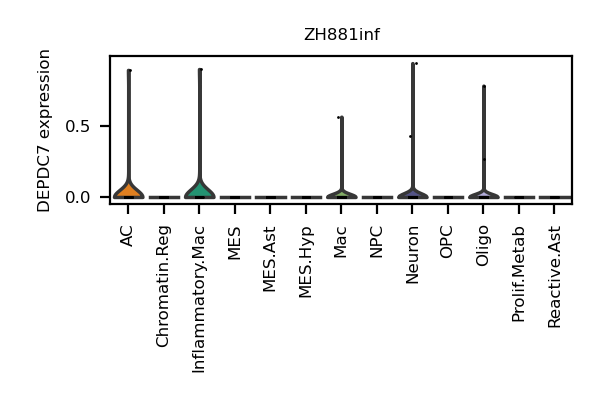 ZH881inf
DEPDC7 expression
0.5
0.0
AC
Chromatin.Reg
Inflammatory.Mac
MES
MES.Ast
MES.Hyp
Mac
NPC
Neuron
OPC
Oligo
Prolif.Metab
Reactive.Ast